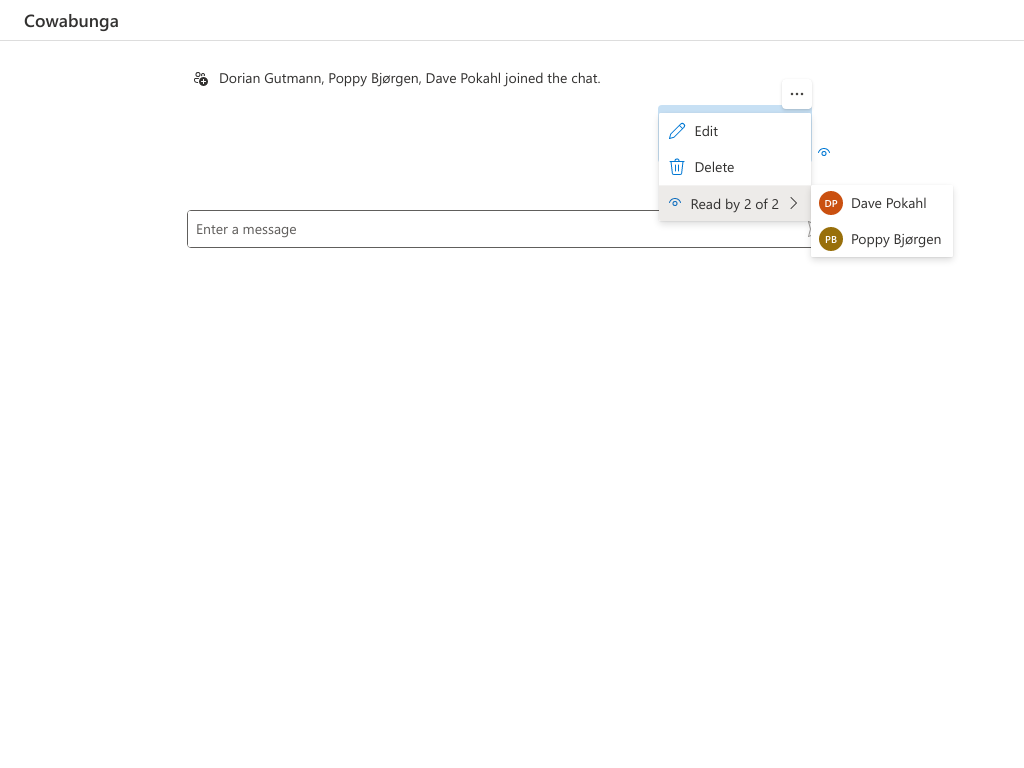 Cowabunga
Dorian Gutmann, Poppy Bjørgen, Dave Pokahl joined the chat.
Edit
Delete
Read by 2 of 2
DP Dave Pokahl
PB Poppy Bjørgen
Enter a message